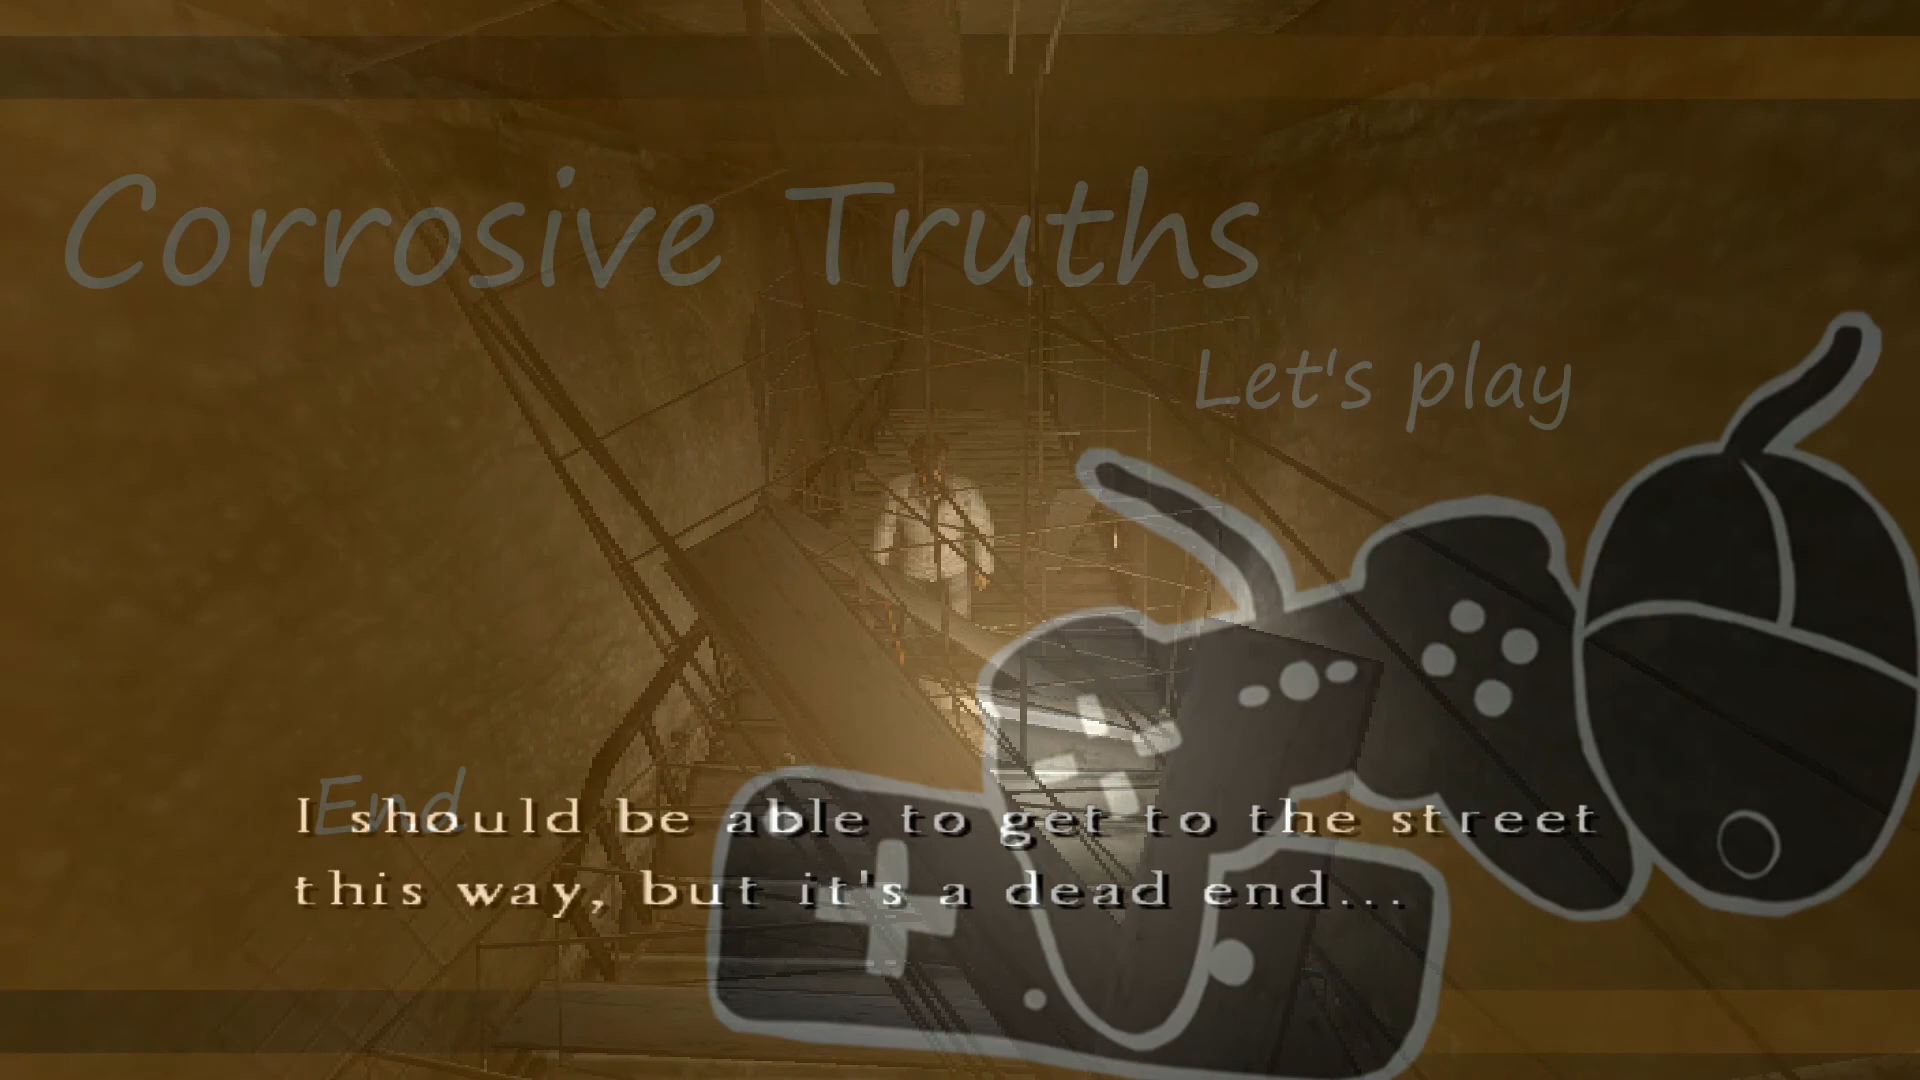 Corrosive Truths
Let's play
End
I should be able to get to the street
this way, but it's a dead end...